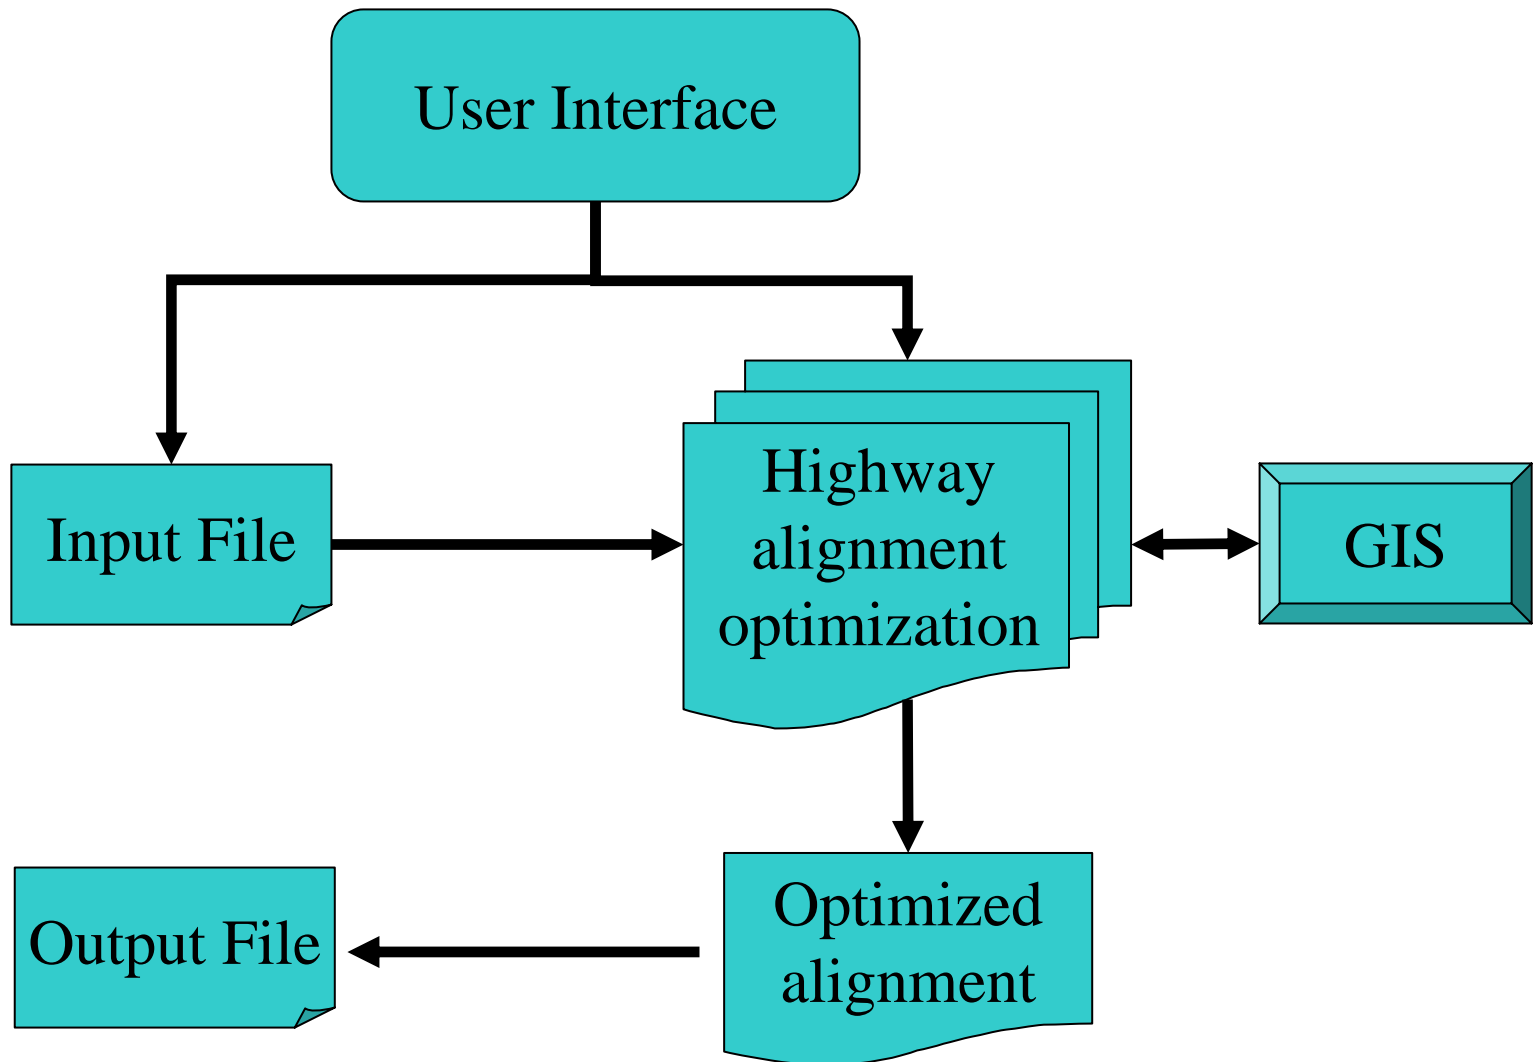 User Interface
Input File
Highway
alignment
optimization
GIS
Output File
Optimized
alignment